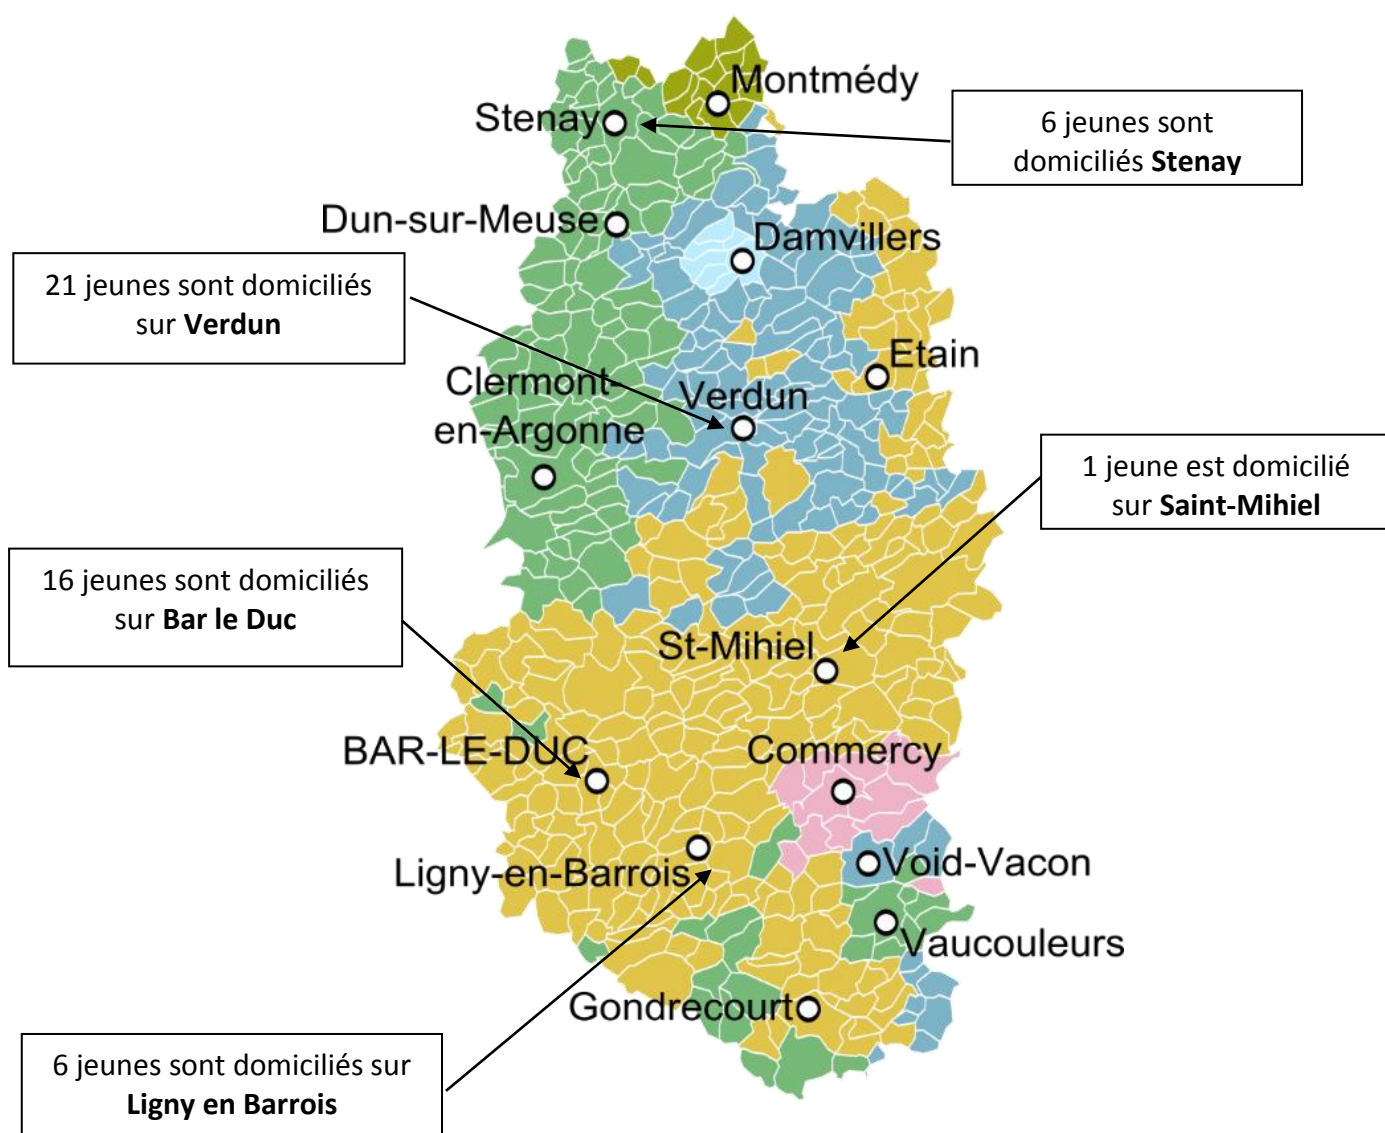 Montmédy
Stenay
6 jeunes sont
domiciliés Stenay
Dun-sur-Meuse
Damvillers
21 jeunes sont domiciliés
sur Verdun
Etain
Clermont-
en-Argonne
Verdun
1 jeune est domicilié
sur Saint-Mihiel
16 jeunes sont domiciliés
sur Bar le Duc
St-Mihiel
BAR-LE-DUC
Commercy
Ligny-en-Barrois
Void-Vacon
Vaucouleurs
Gondrecourt
6 jeunes sont domiciliés sur
Ligny en Barrois